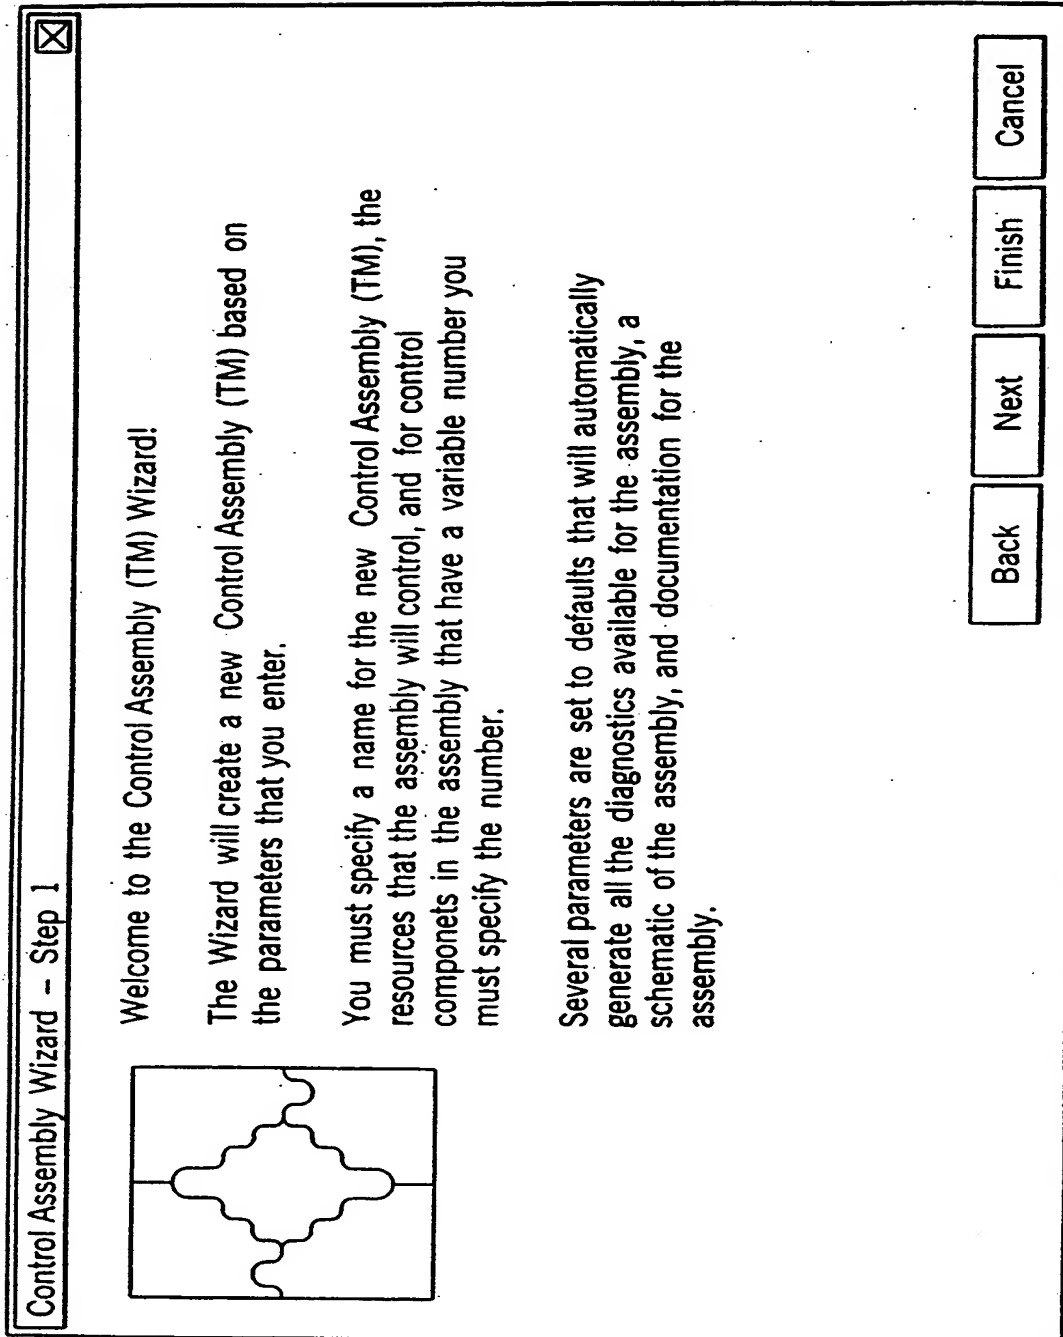 Control Assembly Wizard – Step 1
Welcome to the Control Assembly (TM) Wizard!
The Wizard will create a new Control Assembly (TM) based on
the parameters that you enter.
You must specify a name for the new Control Assembly (TM), the
resources that the assembly will control, and for control
componets in the assembly that have a variable number you
must specify the number.
Several parameters are set to defaults that will automatically
generate all the diagnostics available for the assembly, a
schematic of the assembly, and documentation for the
assembly.
Back
Next
Finish
Cancel